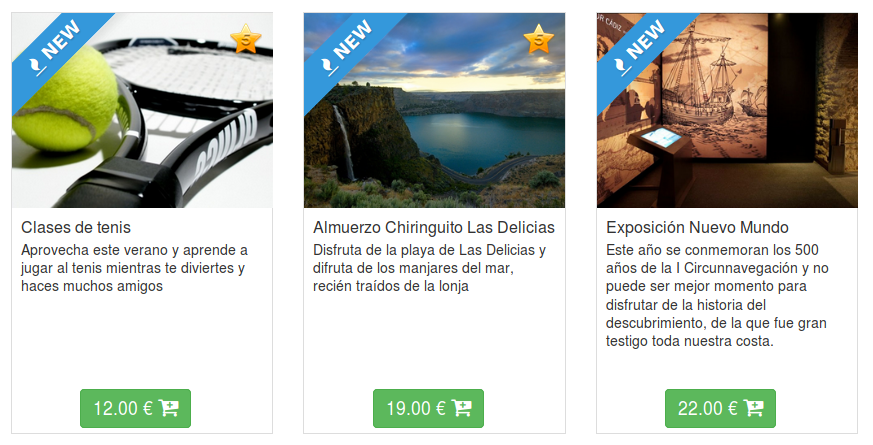 NEW
5
Clases de tenis
Aprovecha este verano y aprende a
jugar al tenis mientras te diviertes y
haces muchos amigos
12.00 €
NEW
5
Almuerzo Chiringuito Las Delicias
Disfruta de la playa de Las Delicias y
difruta de los manjares del mar,
recién traídos de la lonja
19.00 €
NEW
Exposición Nuevo Mundo
Este año se conmemoran los 500
años de la I Circunnavegación y no
puede ser mejor momento para
disfrutar de la historia del
descubrimiento, de la que fue gran
testigo toda nuestra costa.
22.00 €